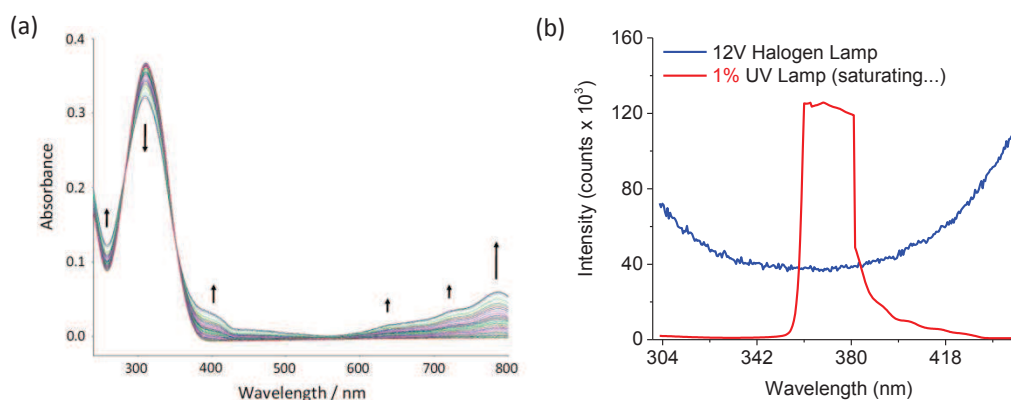 (a)
0.4
0.3
0.2
0.1
0.0
Absorbance
300
400
500
600
700
800
Wavelength / nm
(b)
160
120
80
40
0
Intensity (counts x 10³)
12V Halogen Lamp
1% UV Lamp (saturating...)
304
342
380
418
Wavelength (nm)